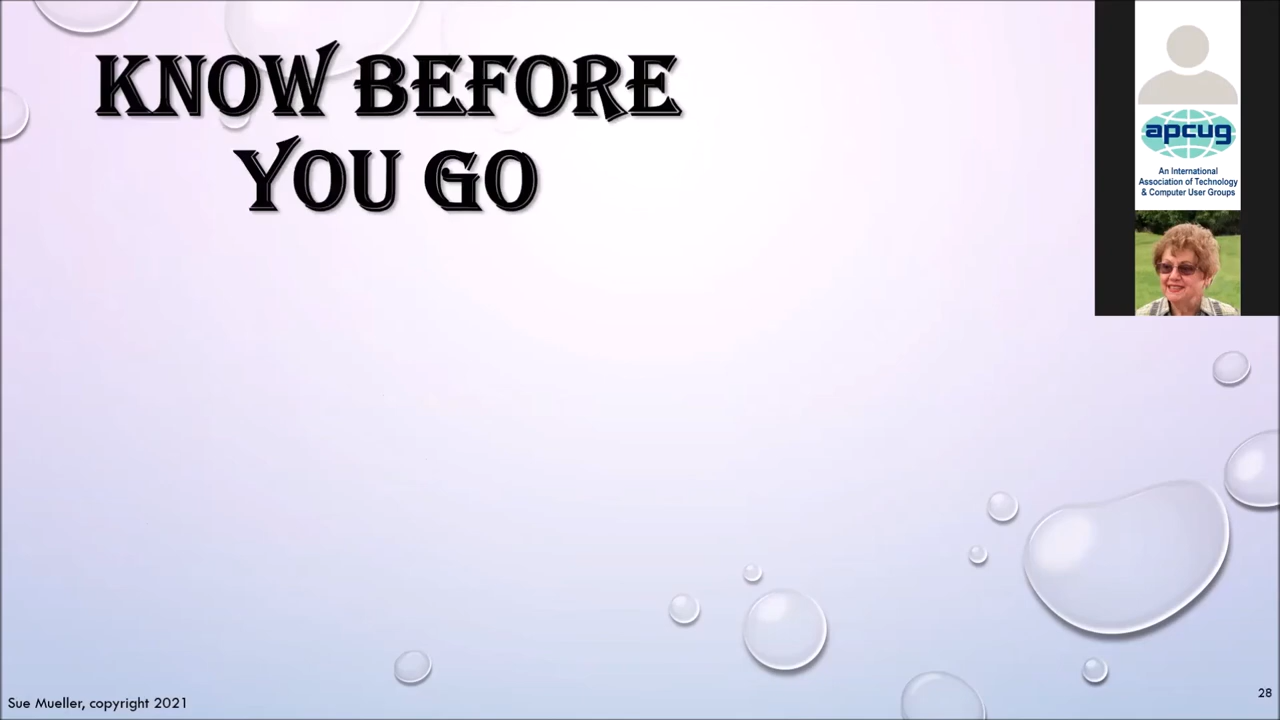 KNOW BEFORE
YOU GO
apcug
An International
Association of Technology
& Computer User Groups
Sue Mueller, copyright 2021
28